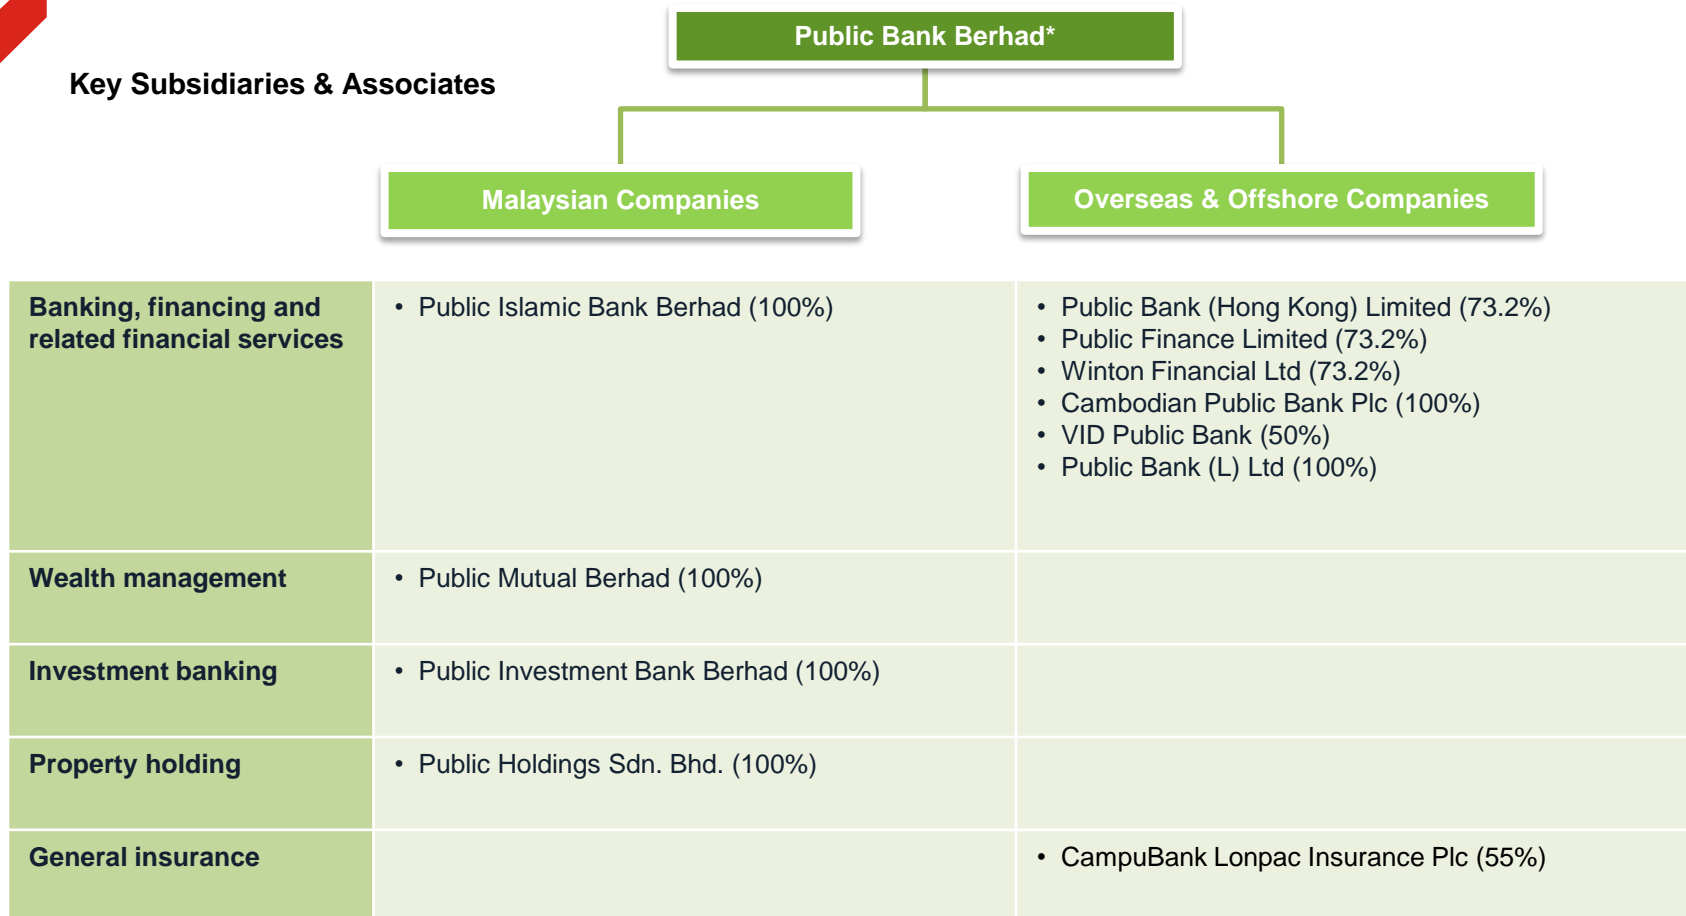 Public Bank Berhad*
Key Subsidiaries & Associates
Malaysian Companies
Overseas & Offshore Companies
Banking, financing and
related financial services
• Public Islamic Bank Berhad (100%)
• Public Bank (Hong Kong) Limited (73.2%)
• Public Finance Limited (73.2%)
• Winton Financial Ltd (73.2%)
• Cambodian Public Bank Plc (100%)
• VID Public Bank (50%)
• Public Bank (L) Ltd (100%)
Wealth management
• Public Mutual Berhad (100%)
Investment banking
• Public Investment Bank Berhad (100%)
Property holding
• Public Holdings Sdn. Bhd. (100%)
General insurance
• CampuBank Lonpac Insurance Plc (55%)